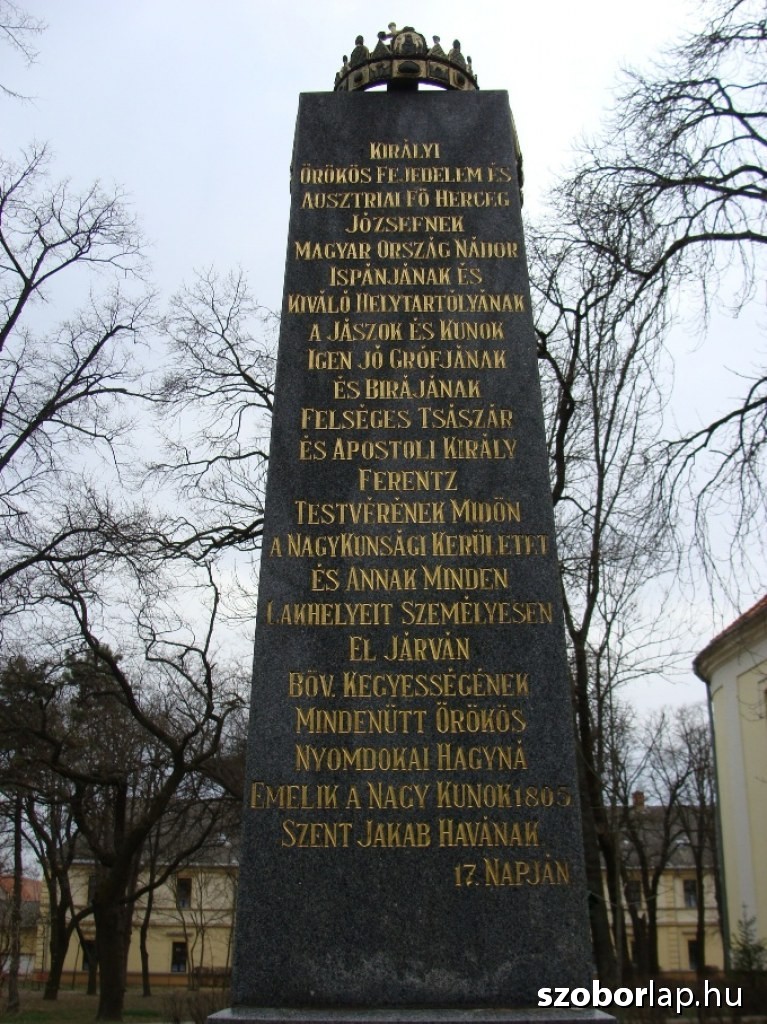 KIRÁLYI
ÖRÖKÖS FEJEDELEM ÉS
AUSZTRIAI FŐ HERCEG
JÓZSEFNEK
MAGYAR ORSZÁG NÁDOR
ISPÁNJÁNAK ÉS
KIVÁLÓ HELYTARTÓLYÁNAK
A JÁSZOK ÉS KUNOK
IGEN JÓ GRÓFJÁNAK
ÉS BIRÁJÁNAK
FELSÉGES TSÁSZÁR
ÉS APOSTOLI KIRÁLY
FERENTZ
TESTVÉRÉNEK MIDŐN
A NAGYKUNSÁGI KERÜLETET
ÉS ANNAK MINDEN
LAKHELYEIT SZEMÉLYESEN
EL JÁRVÁN
BŐV. KEGYESSÉGÉNEK
MINDENÜTT ÖRÖKÖS
NYOMDOKAI HAGYNÁ
EMELIK A NAGY KUNOK 1805
SZENT JAKAB HAVÁNAK
17. NAPJÁN
szoborlap.hu